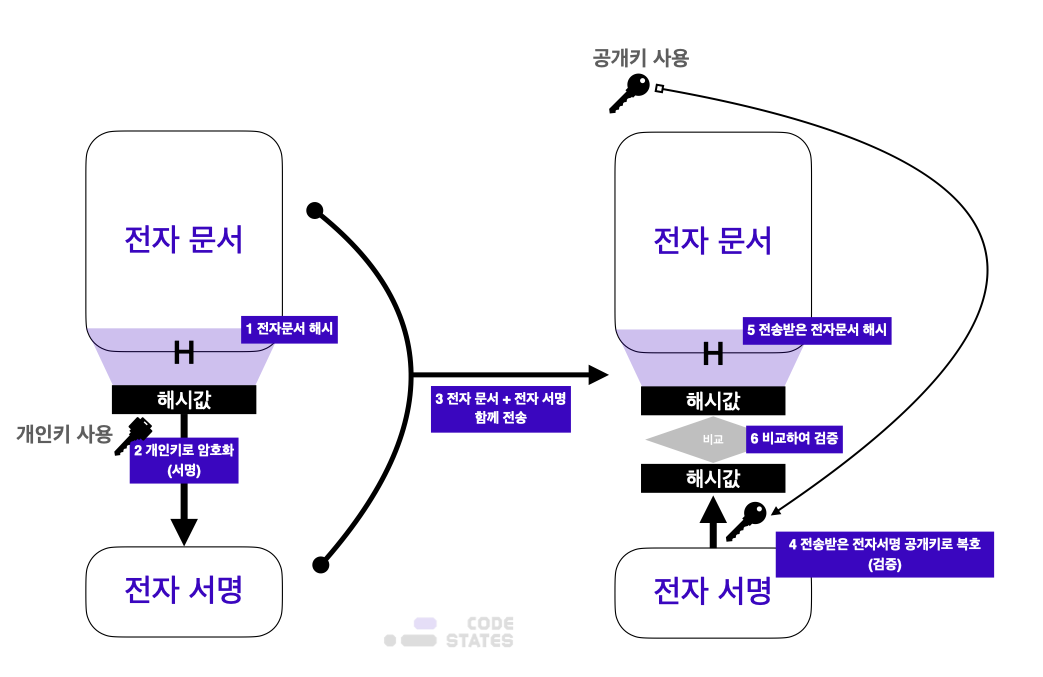 공개키 사용
전자 문서
1 전자문서 해시
H
해시값
개인키 사용
2 개인키로 암호화
(서명)
전자 서명
3 전자 문서 + 전자 서명
함께 전송
전자 문서
5 전송받은 전자문서 해시
H
해시값
비교
6 비교하여 검증
해시값
4 전송받은 전자서명 공개키로 복호
(검증)
전자 서명
CODE
STATES